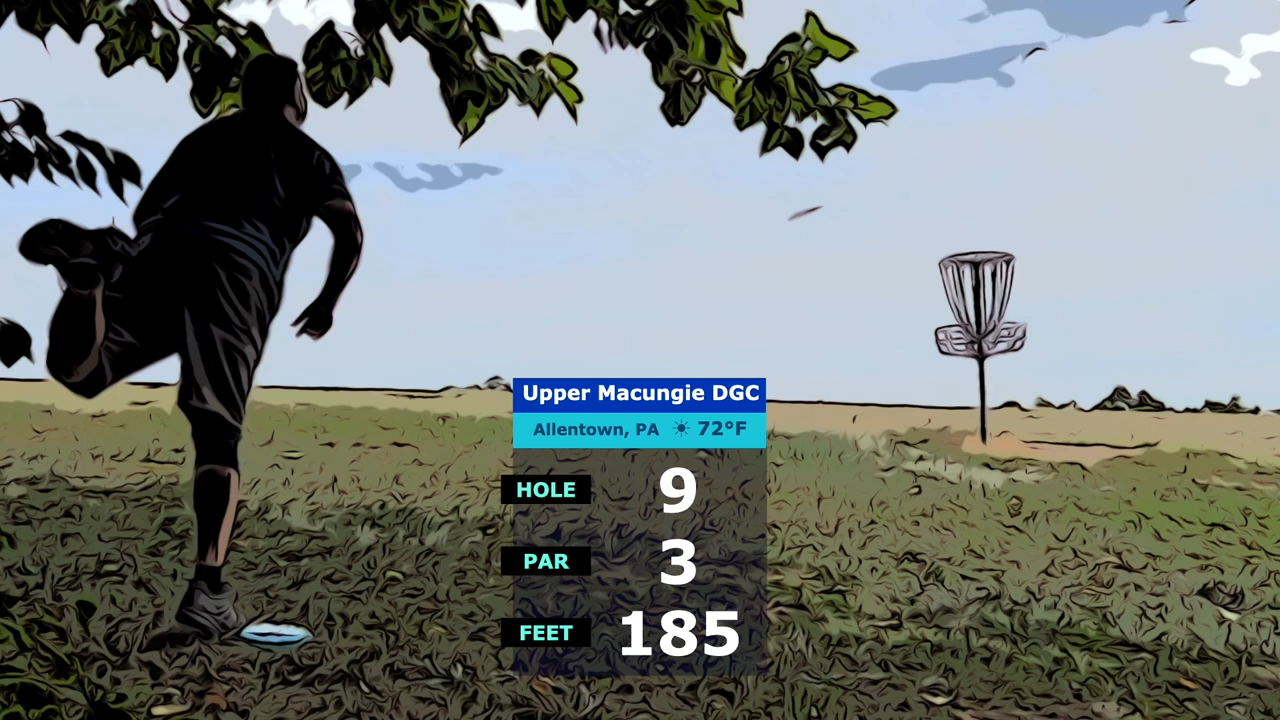 Upper Macungie DGC
Allentown, PA ☀ 72°F
HOLE 9
PAR 3
FEET 185